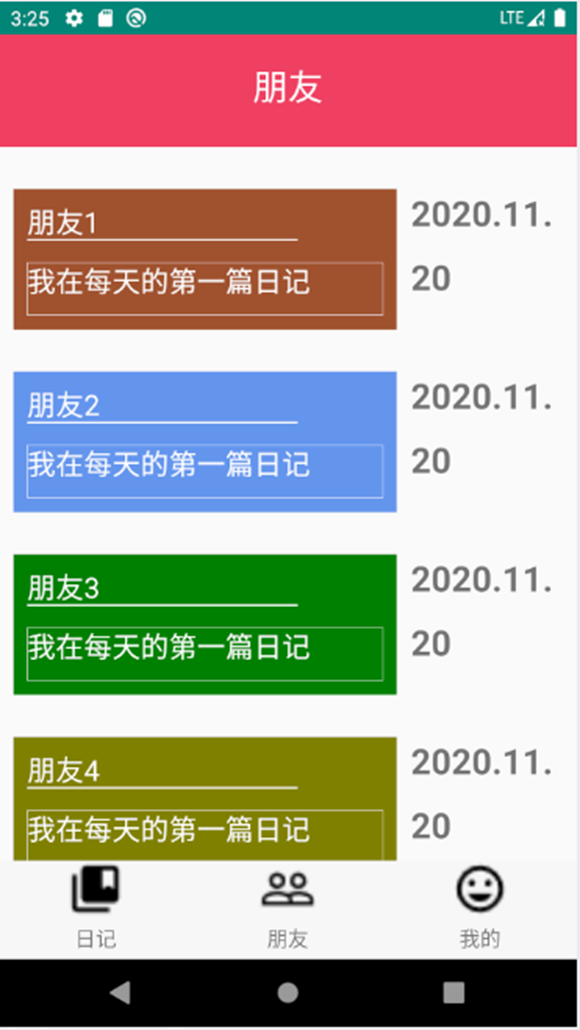 3:25 LTE
朋友
朋友1
2020.11.
20
我在每天的第一篇日记
朋友2
2020.11.
20
我在每天的第一篇日记
朋友3
2020.11.
20
我在每天的第一篇日记
朋友4
2020.11.
20
我在每天的第一篇日记
日记 朋友 我的